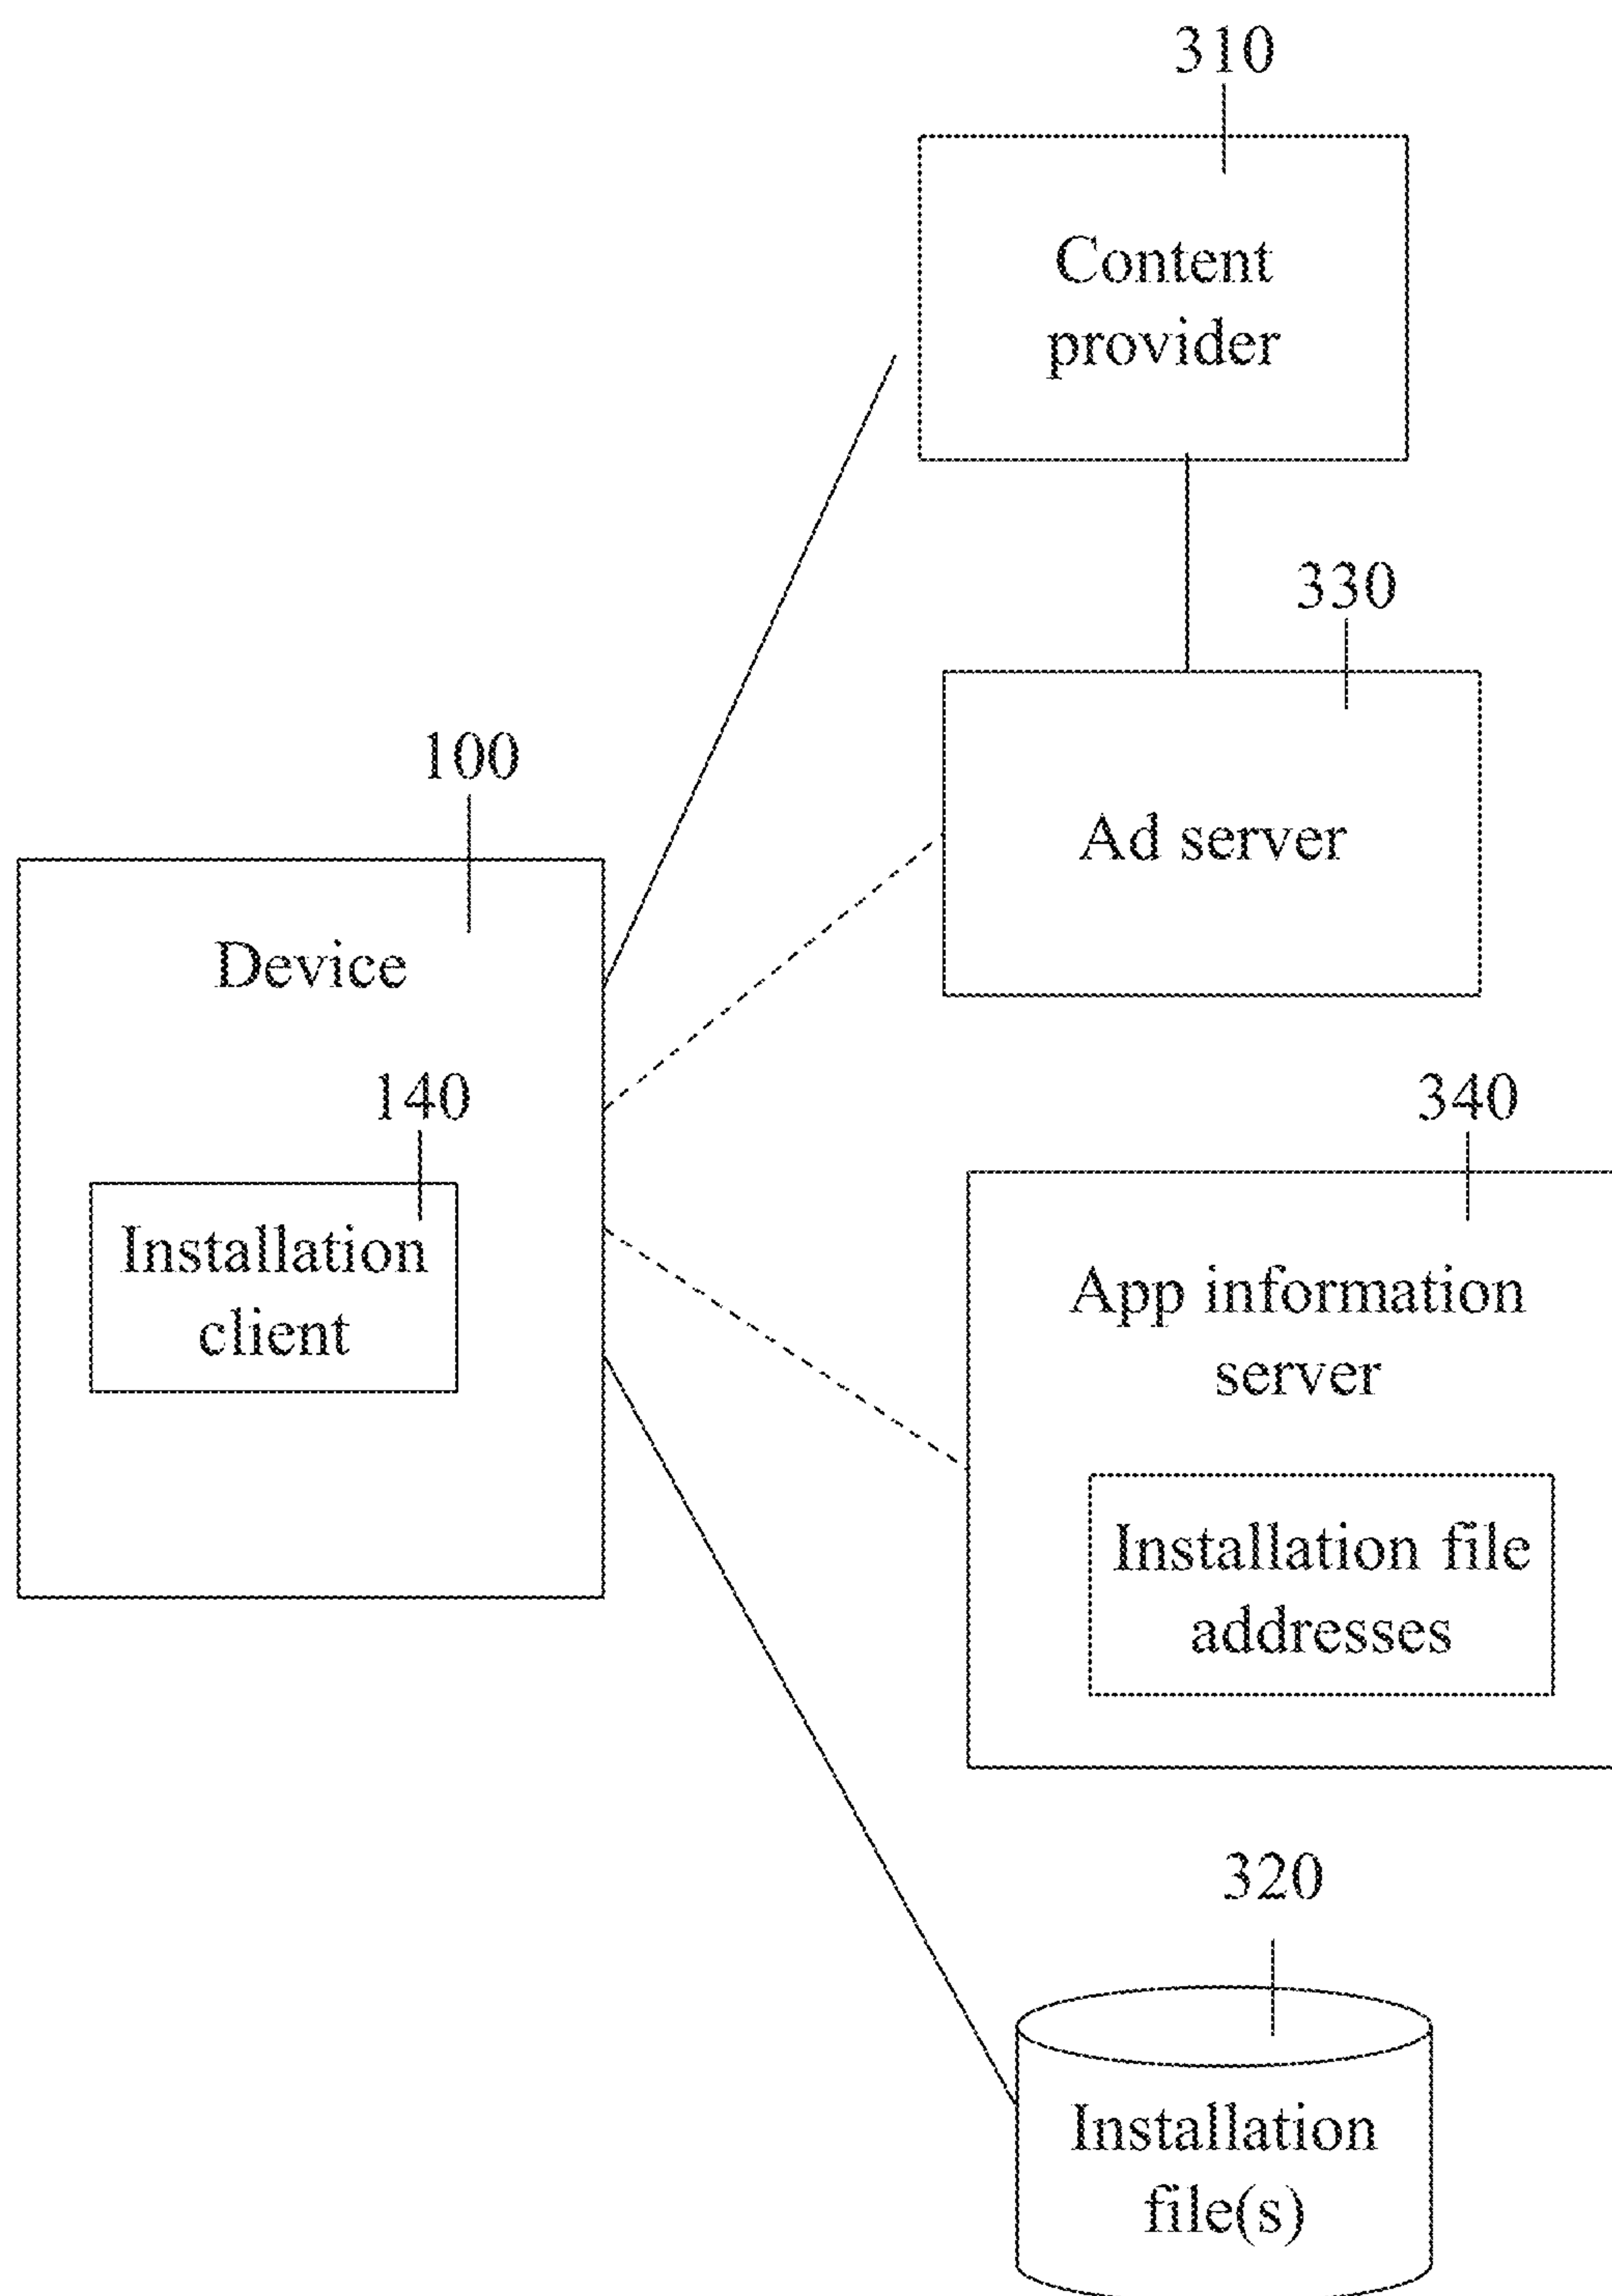 310
Content
provider
330
Ad server
100
Device
140
Installation
client
340
App information
server
Installation file
addresses
320
Installation
file(s)